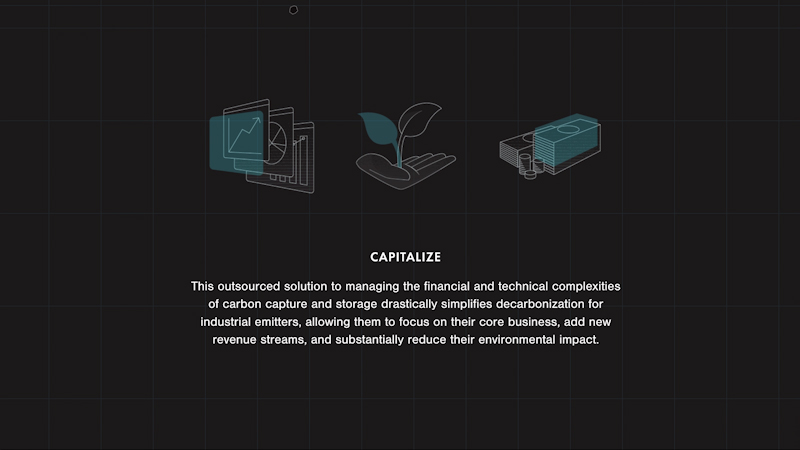 CAPITALIZE
This outsourced solution to managing the financial and technical complexities
of carbon capture and storage drastically simplifies decarbonization for
industrial emitters, allowing them to focus on their core business, add new
revenue streams, and substantially reduce their environmental impact.